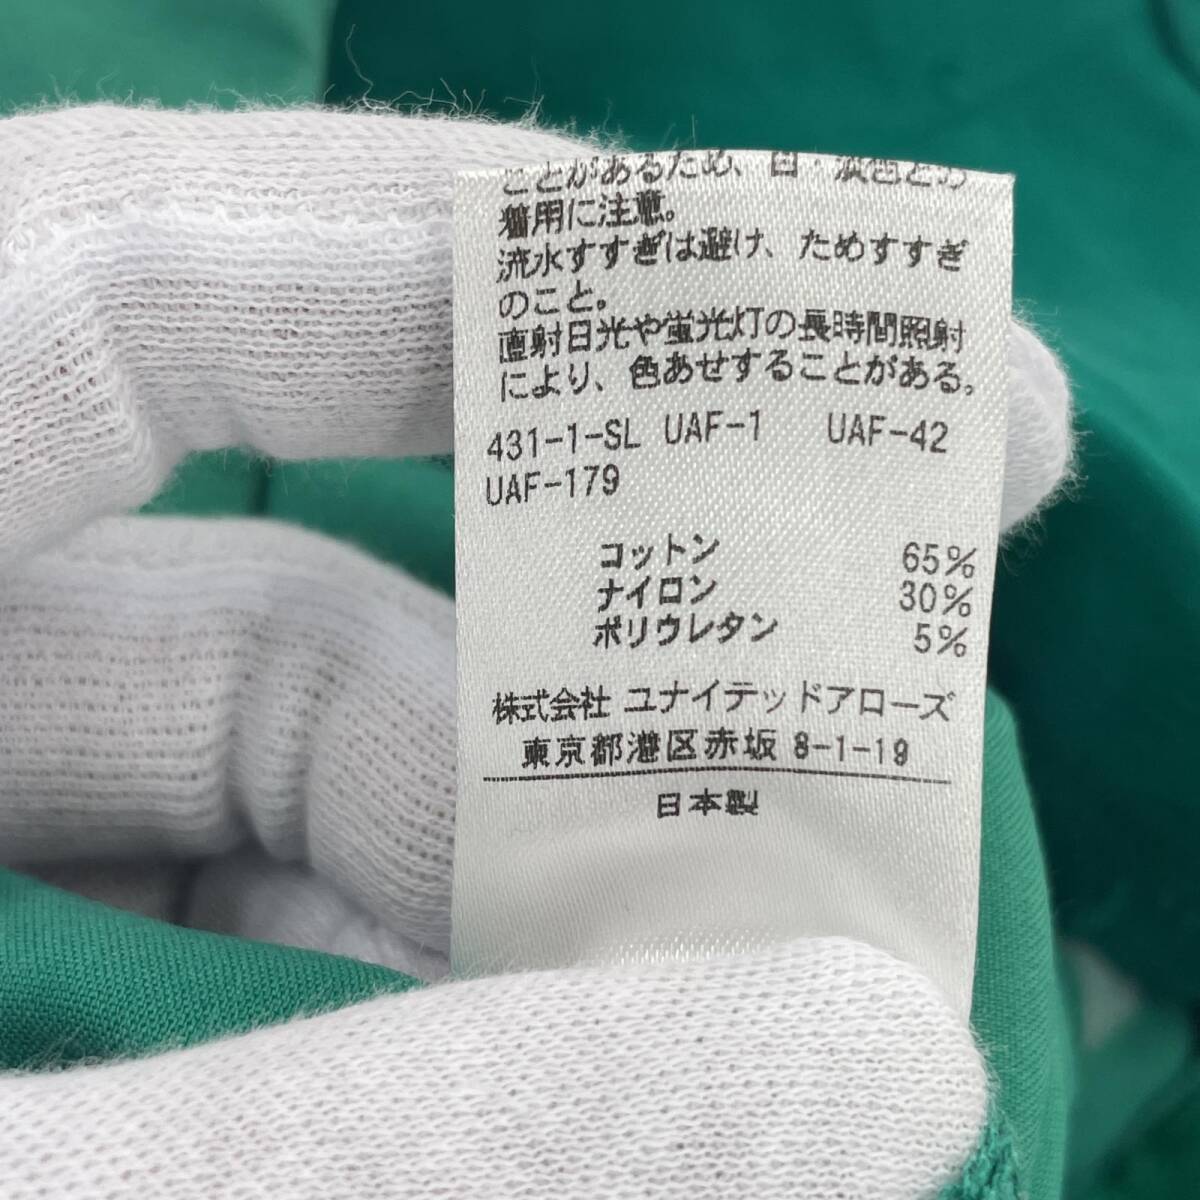 ことがあるため、白・淡色との
着用に注意。
流水すすぎは避け、ためすすぎ
のこと。
直射日光や蛍光灯の長時間照射
により、色あせすることがある。
431-1-SL UAF-1 UAF-42
UAF-179
コットン 65%
ナイロン 30%
ポリウレタン 5%
株式会社 ユナイテッドアローズ
東京都港区赤坂 8-1-19
日本製